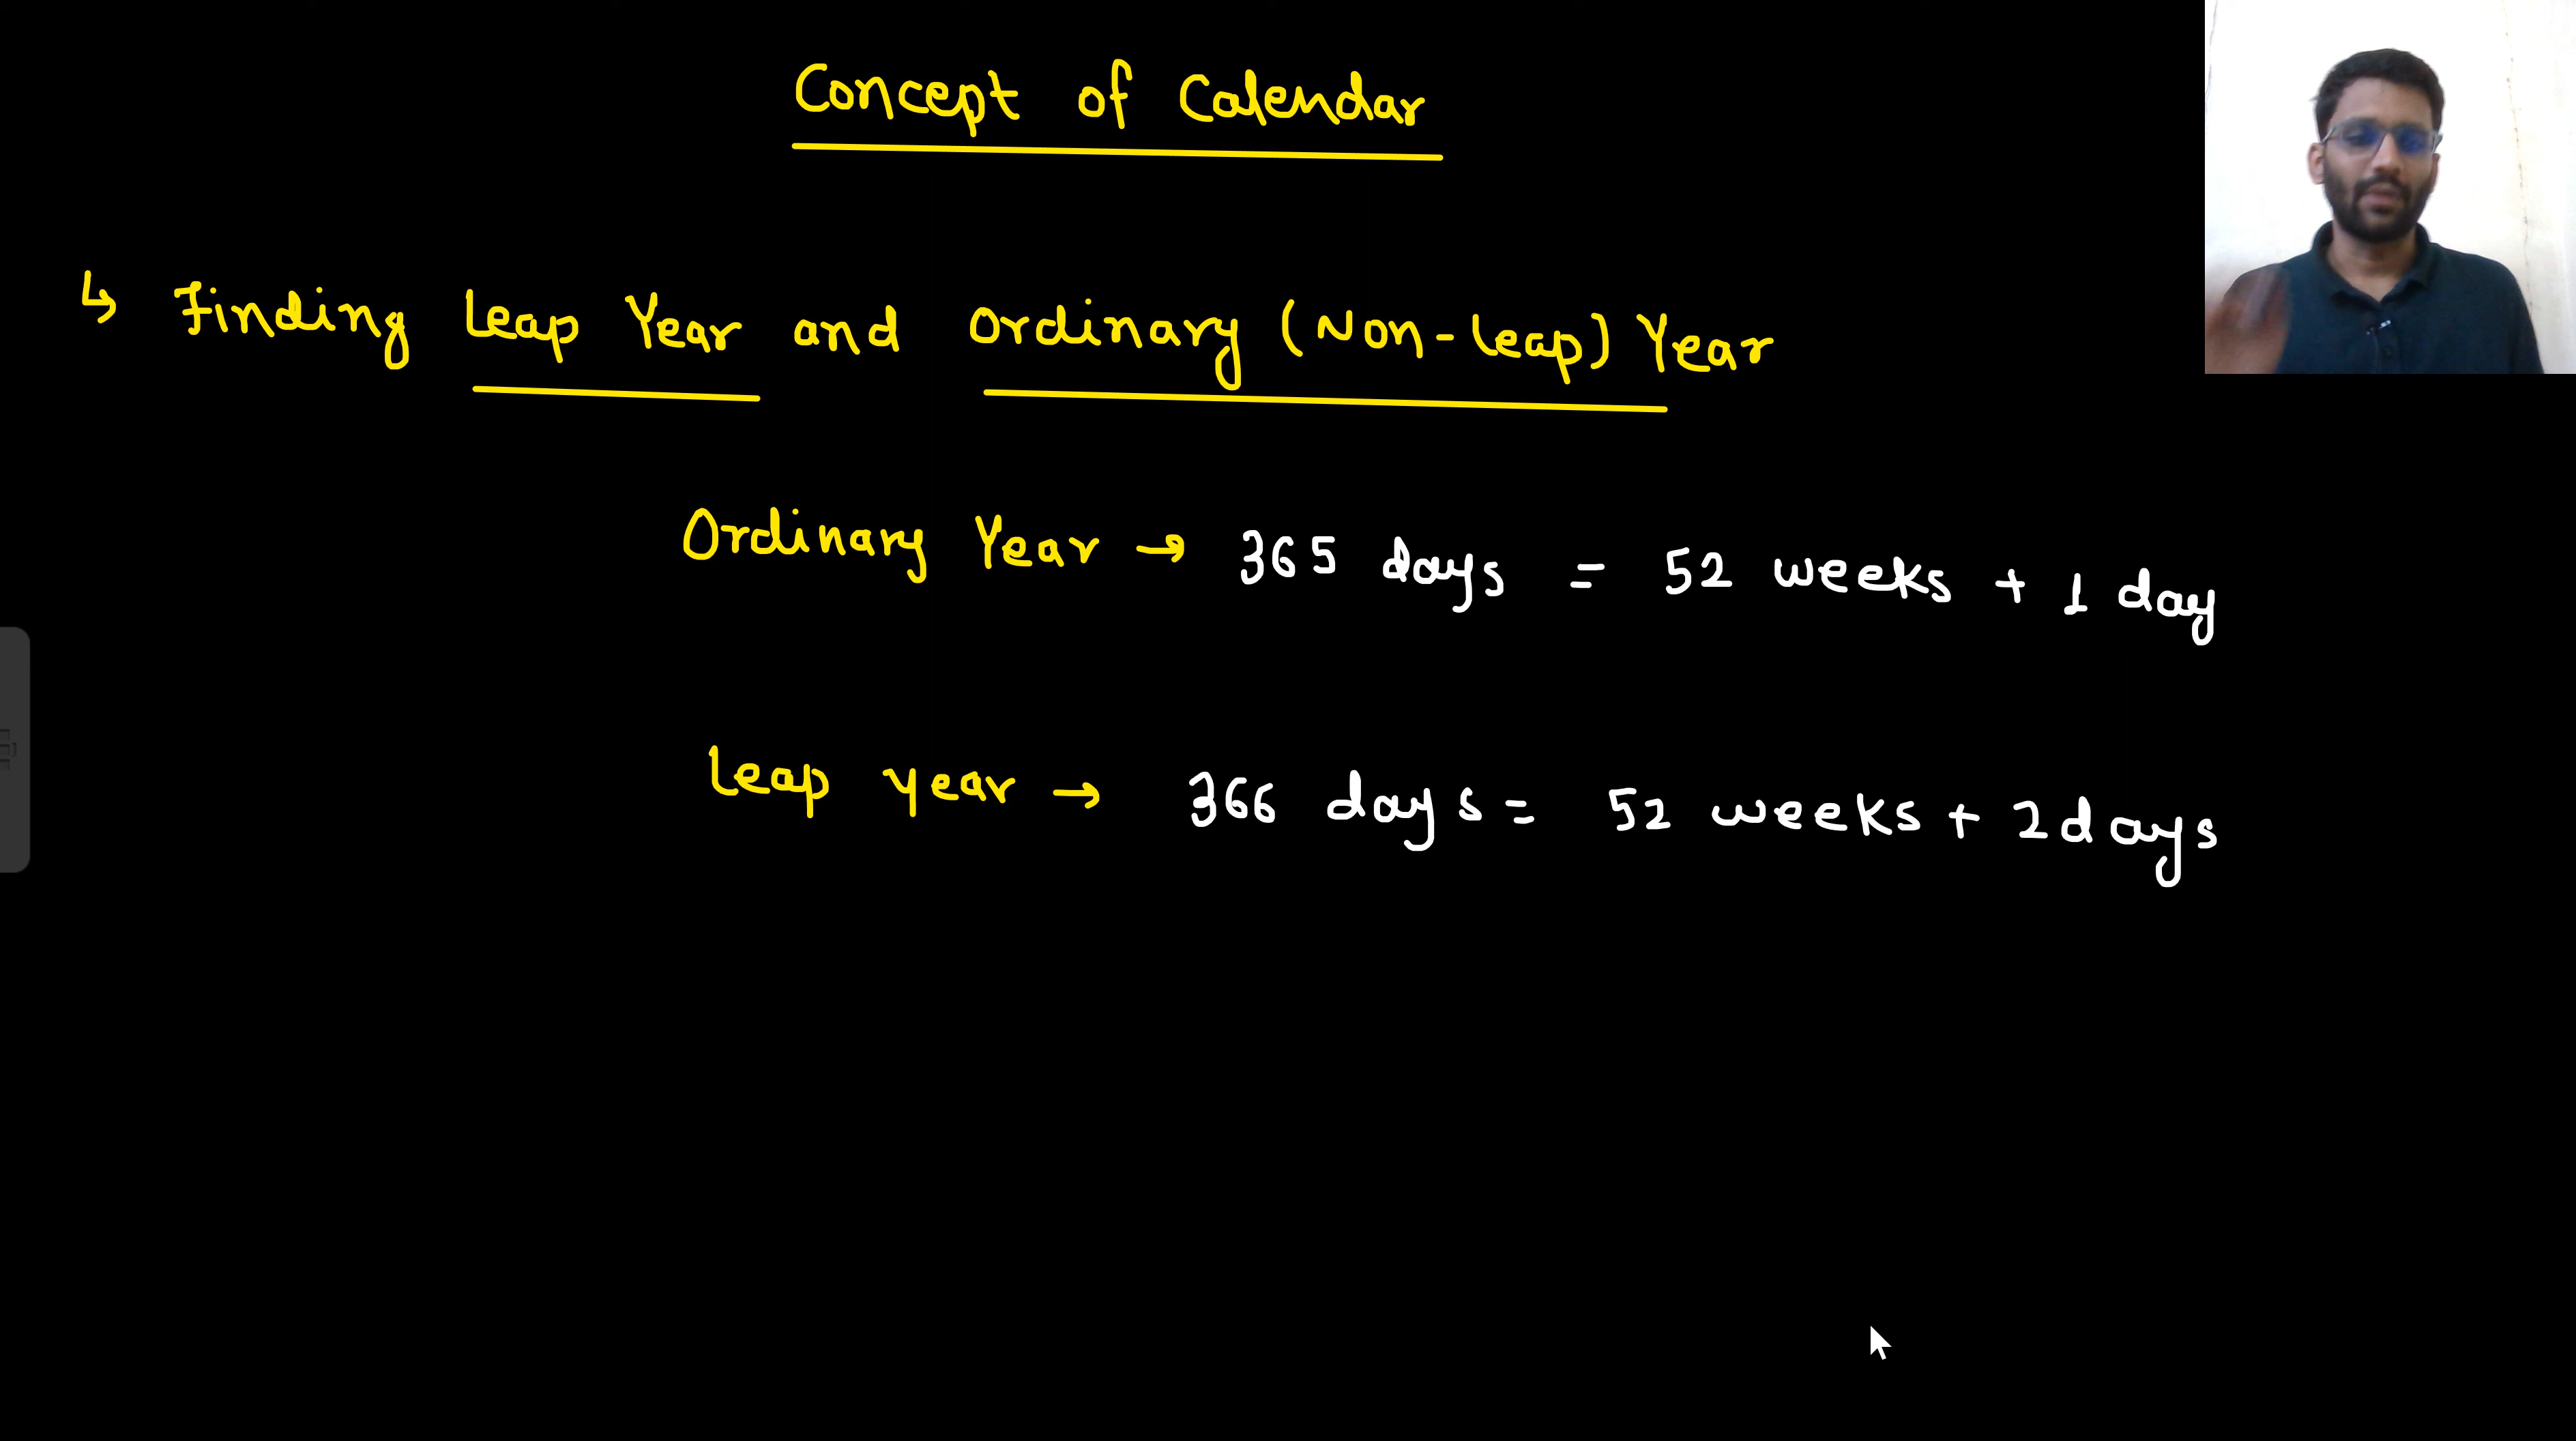 Concept of Calendar
↳ Finding Leap Year and Ordinary (Non-Leap) Year
Ordinary Year → 365 days = 52 weeks + 1 day
Leap year → 366 days = 52 weeks + 2 days